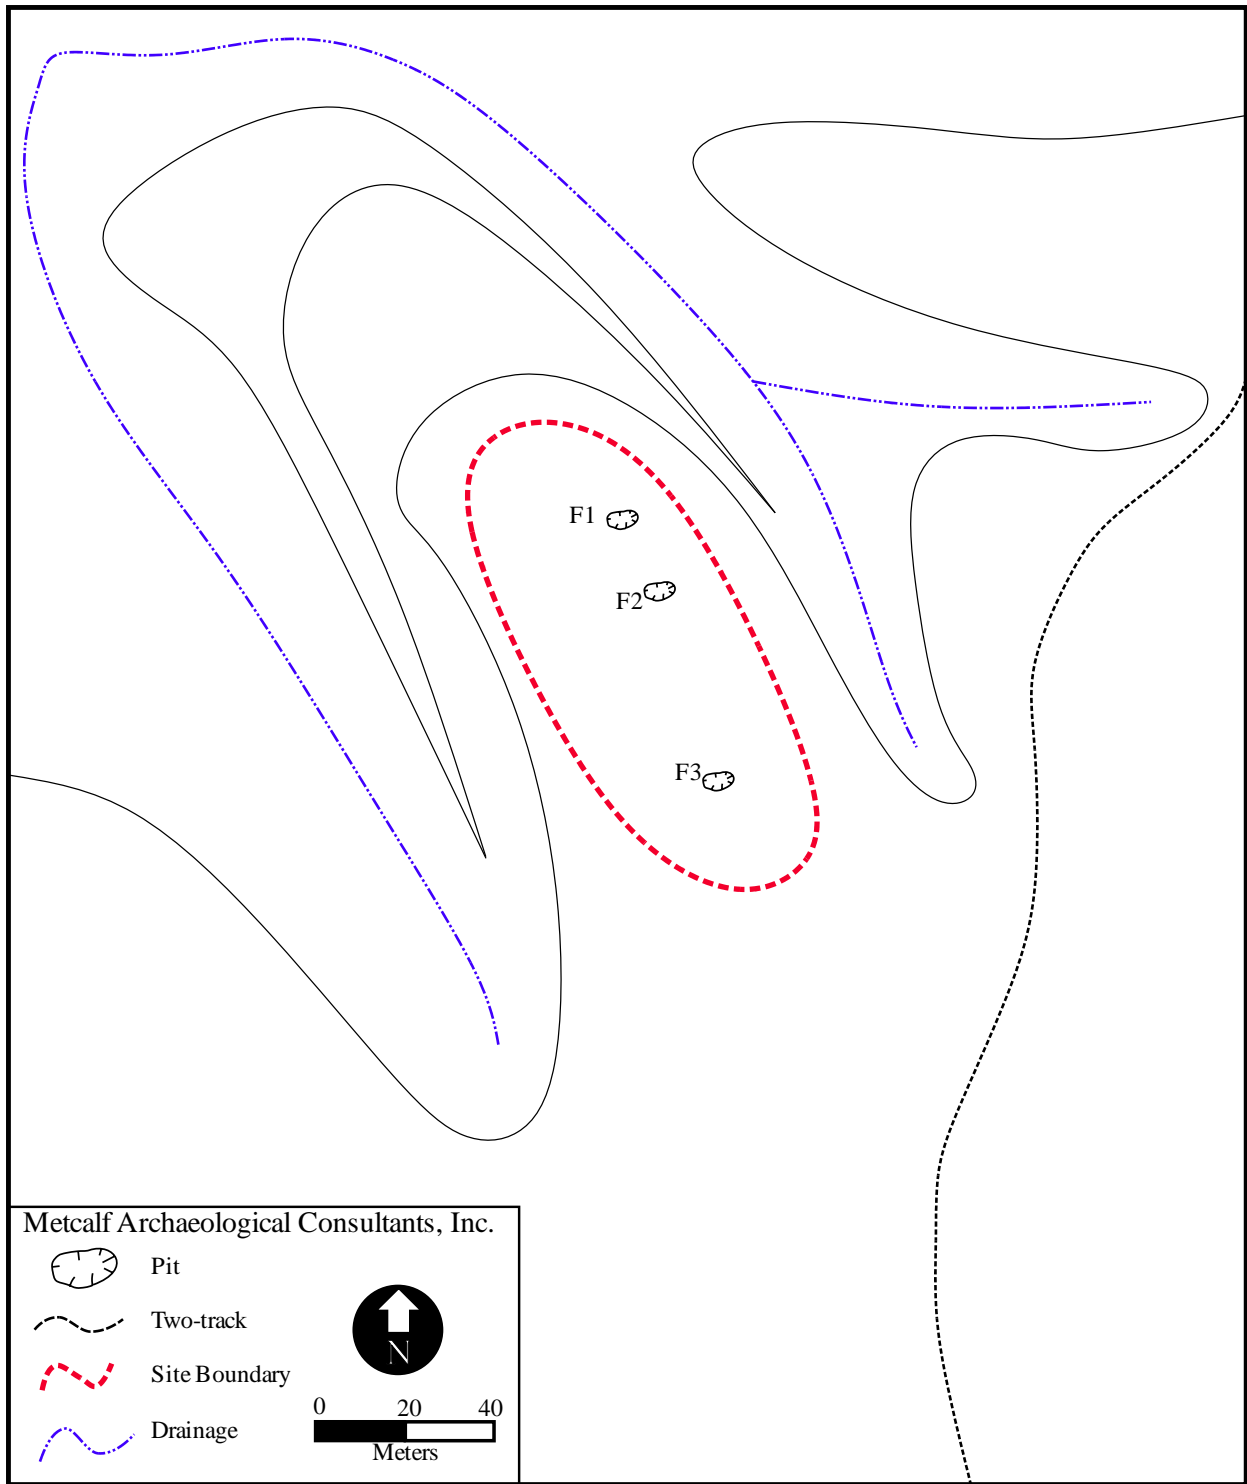 F1
F2
F3
Metcalf Archaeological Consultants, Inc.
Pit
Two-track
Site Boundary
Drainage
N
0 20 40
Meters